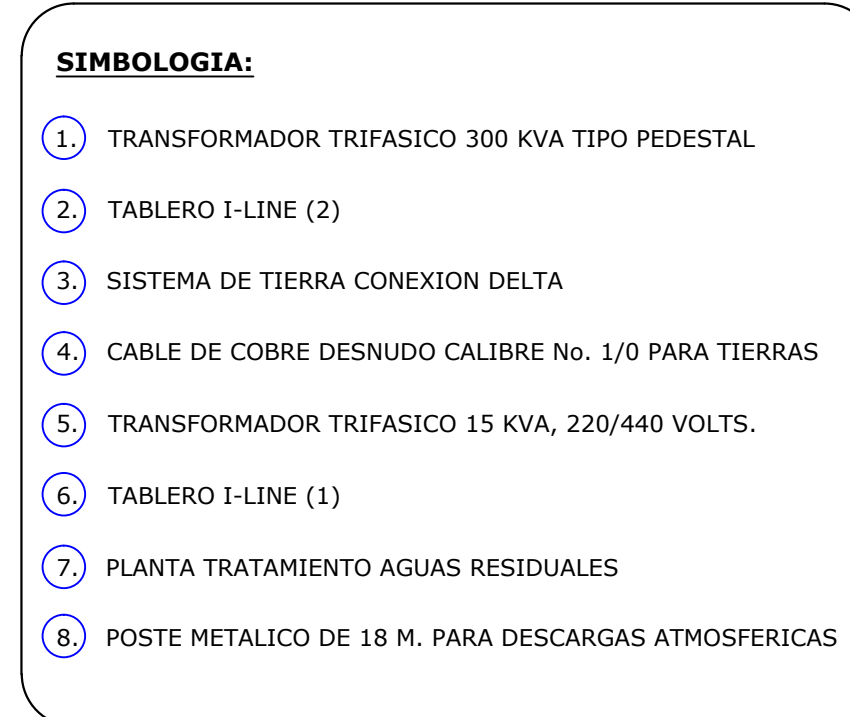 SIMBOLOGIA:
1. TRANSFORMADOR TRIFASICO 300 KVA TIPO PEDESTAL
2. TABLERO I-LINE (2)
3. SISTEMA DE TIERRA CONEXION DELTA
4. CABLE DE COBRE DESNUDO CALIBRE No. 1/0 PARA TIERRAS
5. TRANSFORMADOR TRIFASICO 15 KVA, 220/440 VOLTS.
6. TABLERO I-LINE (1)
7. PLANTA TRATAMIENTO AGUAS RESIDUALES
8. POSTE METALICO DE 18 M. PARA DESCARGAS ATMOSFERICAS